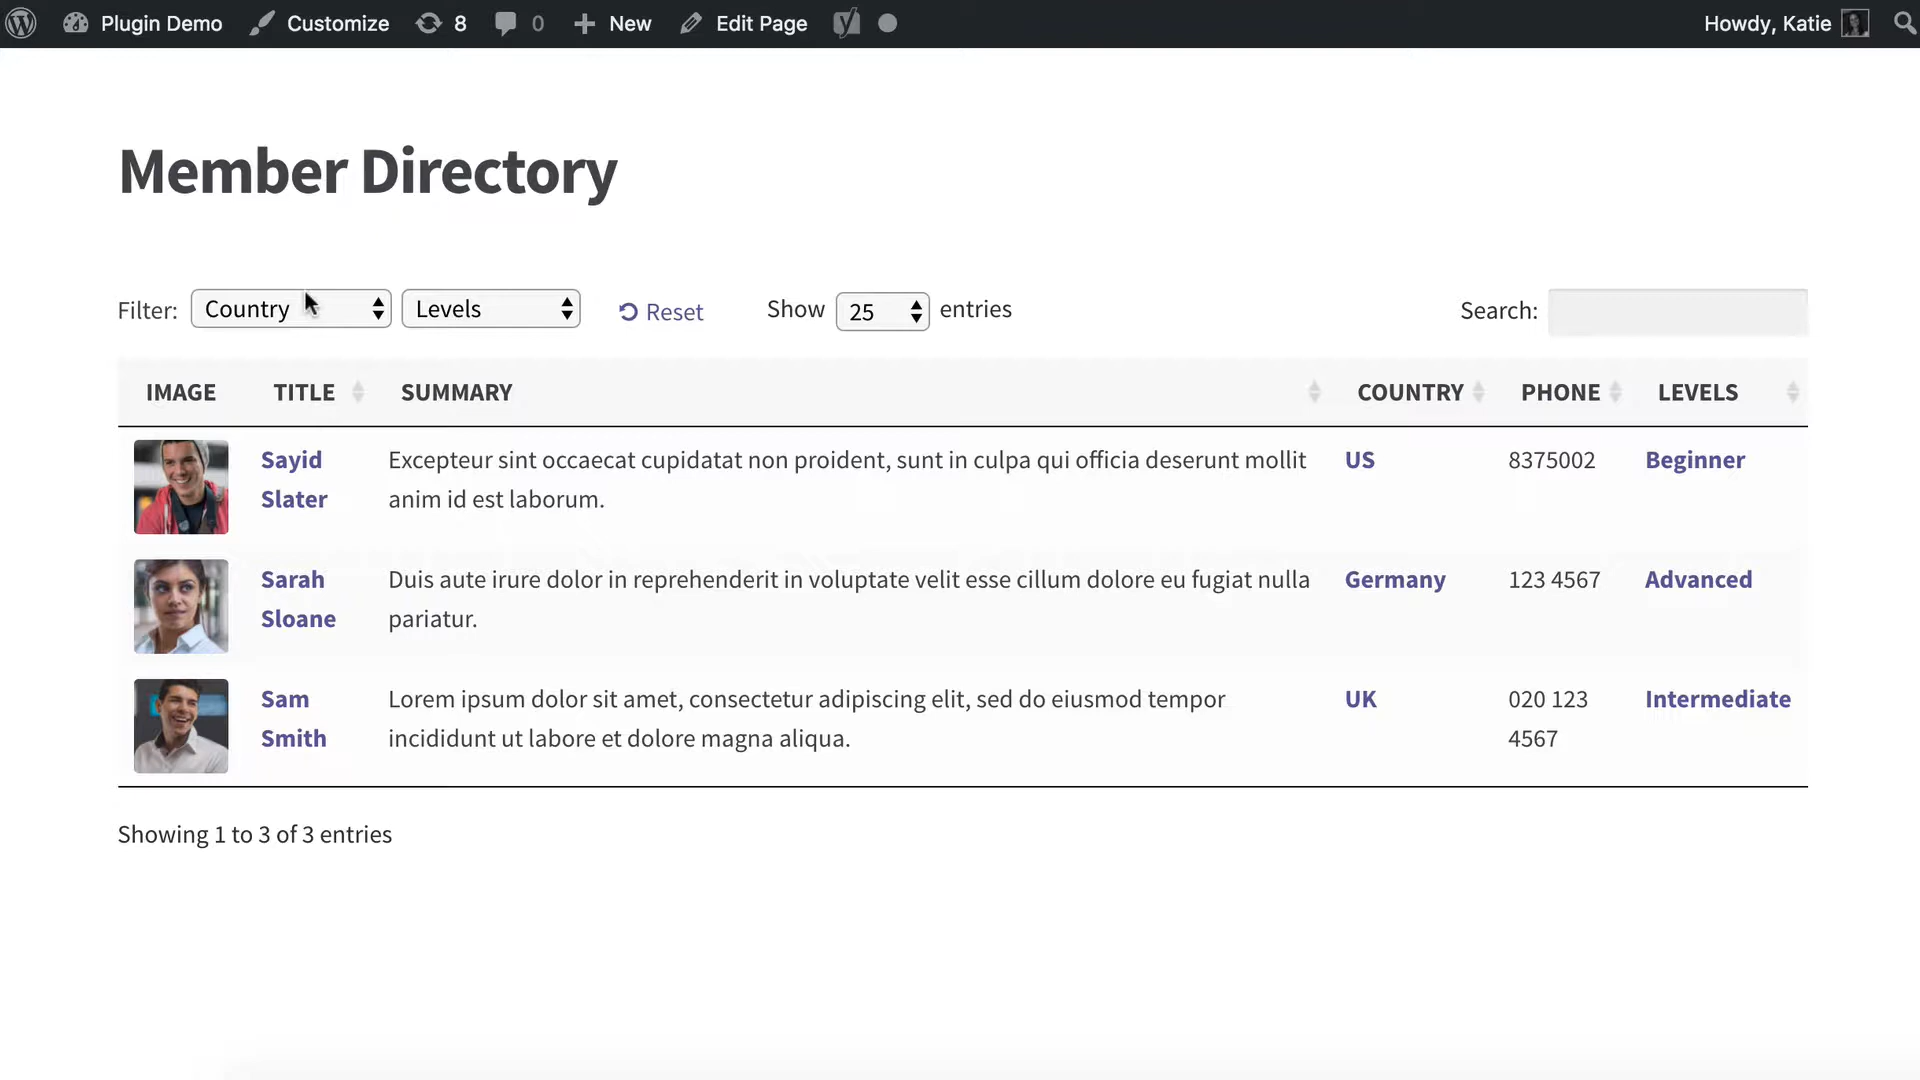 Plugin Demo Customize 8 0 New Edit Page Howdy, Katie
Member Directory
Filter: Country Levels Reset Show 25 entries Search:
IMAGE TITLE SUMMARY COUNTRY PHONE LEVELS
Sayid Excepteur sint occaecat cupidatat non proident, sunt in culpa qui officia deserunt mollit US 8375002 Beginner
Slater anim id est laborum.
Sarah Duis aute irure dolor in reprehenderit in voluptate velit esse cillum dolore eu fugiat nulla Germany 123 4567 Advanced
Sloane pariatur.
Sam Lorem ipsum dolor sit amet, consectetur adipiscing elit, sed do eiusmod tempor UK 020 123 Intermediate
Smith incididunt ut labore et dolore magna aliqua. 4567
Showing 1 to 3 of 3 entries